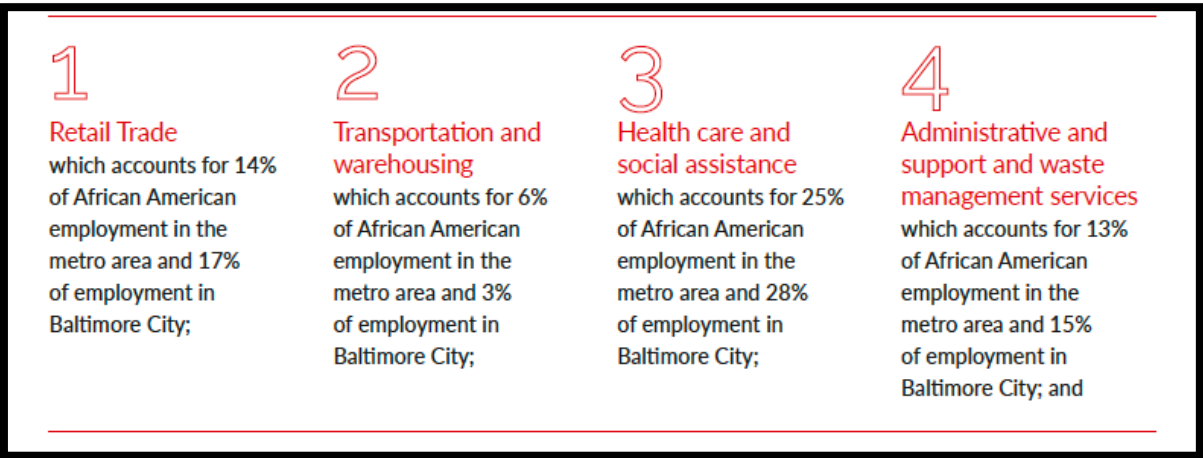 1
Retail Trade
which accounts for 14%
of African American
employment in the
metro area and 17%
of employment in
Baltimore City;
2
Transportation and
warehousing
which accounts for 6%
of African American
employment in the
metro area and 3%
of employment in
Baltimore City;
3
Health care and
social assistance
which accounts for 25%
of African American
employment in the
metro area and 28%
of employment in
Baltimore City;
4
Administrative and
support and waste
management services
which accounts for 13%
of African American
employment in the
metro area and 15%
of employment in
Baltimore City; and